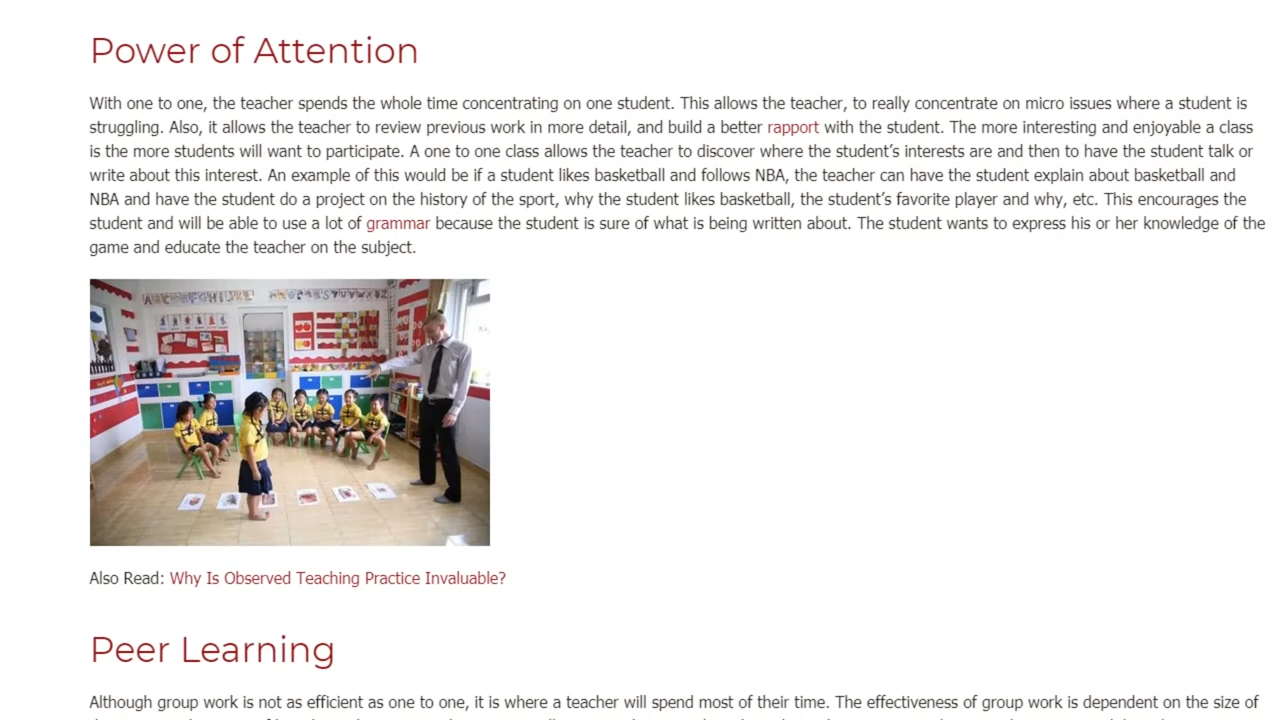 Power of Attention
With one to one, the teacher spends the whole time concentrating on one student. This allows the teacher, to really concentrate on micro issues where a student is
struggling. Also, it allows the teacher to review previous work in more detail, and build a better rapport with the student. The more interesting and enjoyable a class
is the more students will want to participate. A one to one class allows the teacher to discover where the student’s interests are and then to have the student talk or
write about this interest. An example of this would be if a student likes basketball and follows NBA, the teacher can have the student explain about basketball and
NBA and have the student do a project on the history of the sport, why the student likes basketball, the student’s favorite player and why, etc. This encourages the
student and will be able to use a lot of grammar because the student is sure of what is being written about. The student wants to express his or her knowledge of the
game and educate the teacher on the subject.
Also Read: Why Is Observed Teaching Practice Invaluable?
Peer Learning
Although group work is not as efficient as one to one, it is where a teacher will spend most of their time. The effectiveness of group work is dependent on the size of